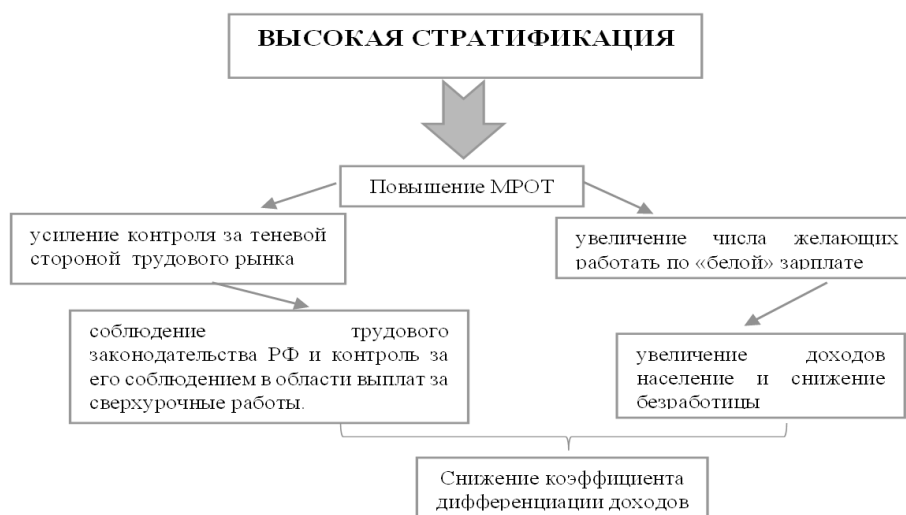 ВЫСОКАЯ СТРАТИФИКАЦИЯ
Повышение МРОТ
усиление контроля за теневой
стороной трудового рынка
увеличение числа желающих
работать по «белой» зарплате
соблюдение трудового
законодательства РФ и контроль за
его соблюдением в области выплат за
сверхурочные работы.
увеличение доходов
население и снижение
безработицы
Снижение коэффициента
дифференциации доходов